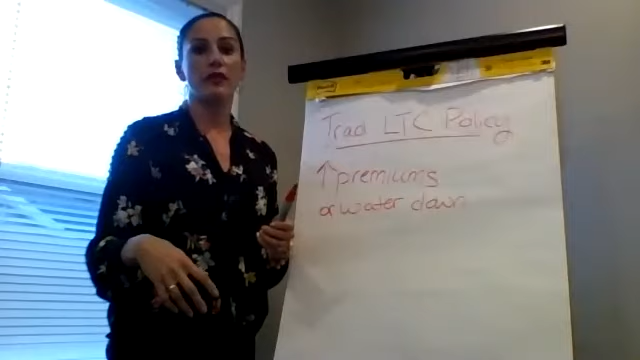 Trad LTC Policy
↑ premiums
or water down